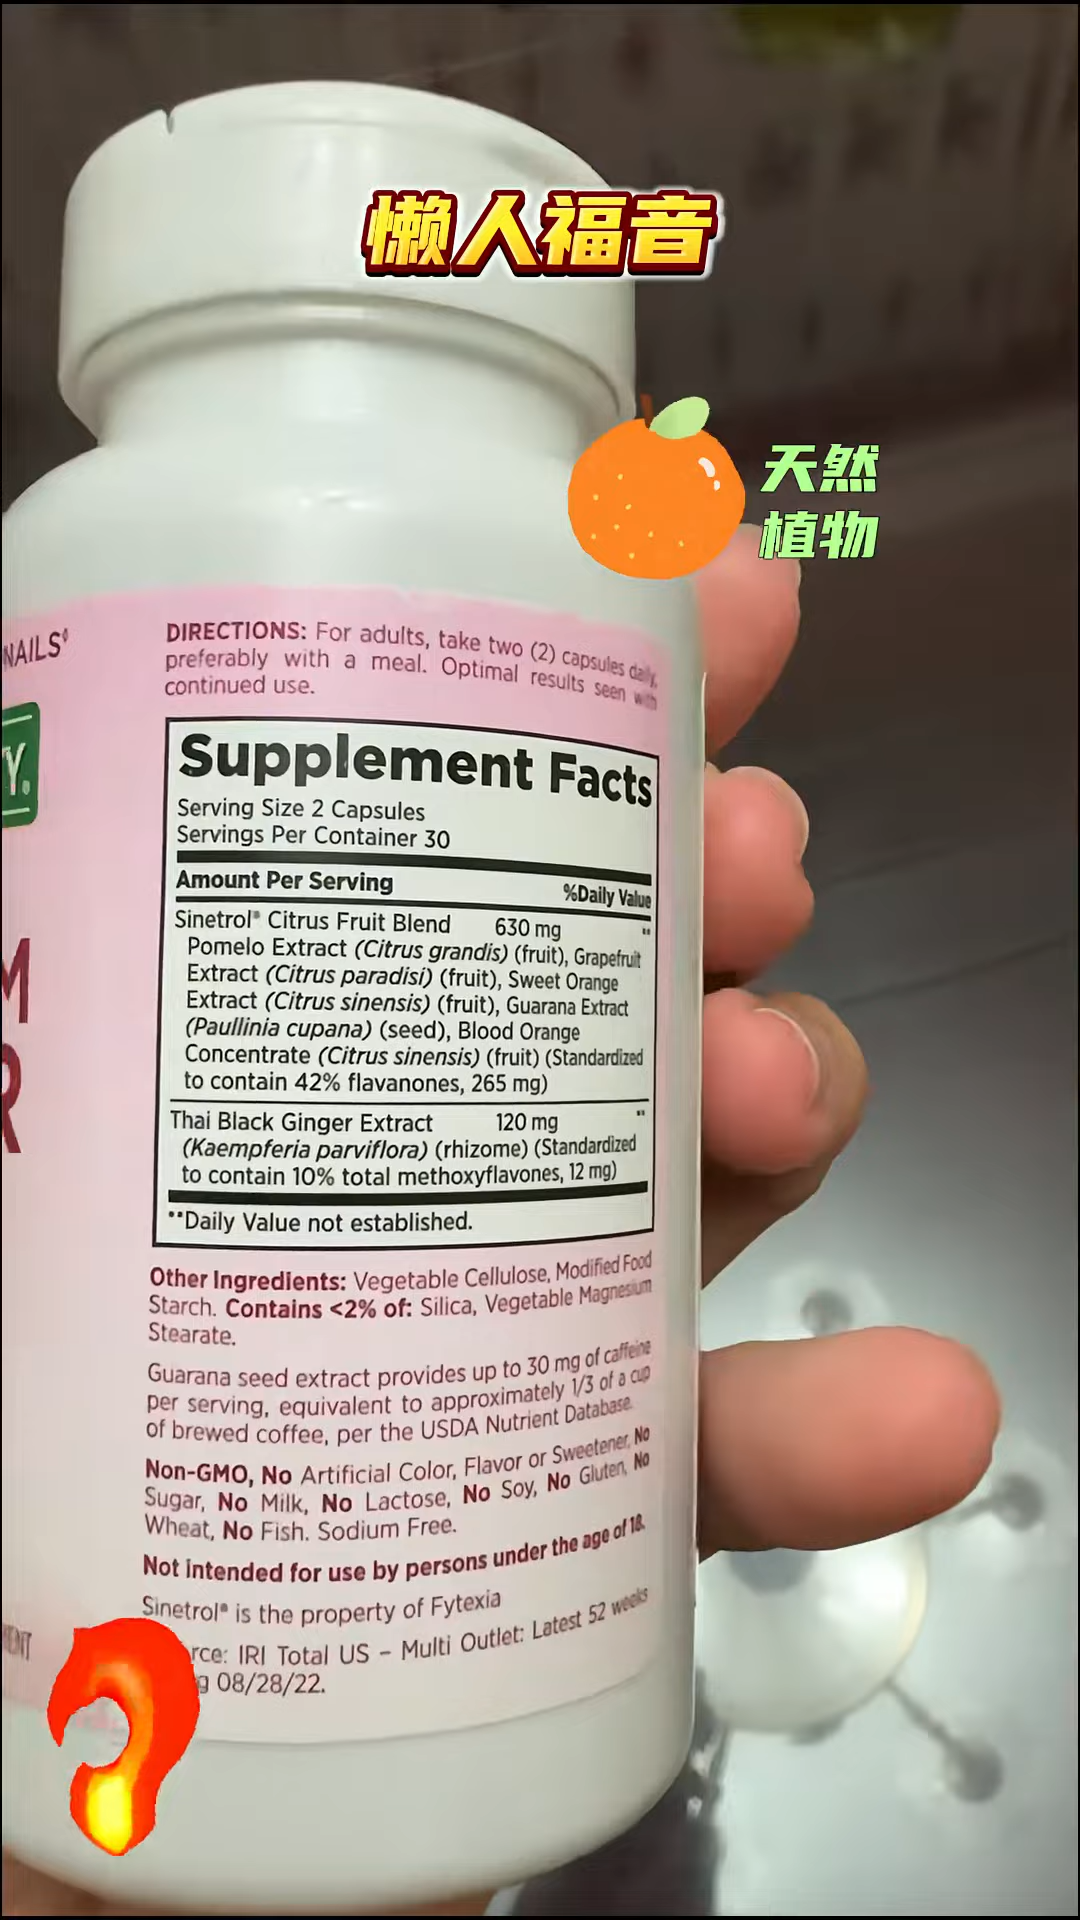 懒人福音
天然
植物
NAILS◊
DIRECTIONS: For adults, take two (2) capsules daily,
preferably with a meal. Optimal results seen with
continued use.
Y.
Supplement Facts
Serving Size 2 Capsules
Servings Per Container 30
Amount Per Serving %Daily Value
Sinetrol® Citrus Fruit Blend 630 mg **
Pomelo Extract (Citrus grandis) (fruit), Grapefruit
Extract (Citrus paradisi) (fruit), Sweet Orange
Extract (Citrus sinensis) (fruit), Guarana Extract
(Paullinia cupana) (seed), Blood Orange
Concentrate (Citrus sinensis) (fruit) (Standardized
to contain 42% flavanones, 265 mg)
Thai Black Ginger Extract 120 mg **
(Kaempferia parviflora) (rhizome) (Standardized
to contain 10% total methoxyflavones, 12 mg)
**Daily Value not established.
M
R
Other Ingredients: Vegetable Cellulose, Modified Food
Starch. Contains <2% of: Silica, Vegetable Magnesium
Stearate.
Guarana seed extract provides up to 30 mg of caffeine
per serving, equivalent to approximately 1/3 of a cup
of brewed coffee, per the USDA Nutrient Database.
Non-GMO, No Artificial Color, Flavor or Sweetener, No
Sugar, No Milk, No Lactose, No Soy, No Gluten, No
Wheat, No Fish. Sodium Free.
Not intended for use by persons under the age of 18.
Sinetrol® is the property of Fytexia
rce: IRI Total US – Multi Outlet: Latest 52 weeks
g 08/28/22.